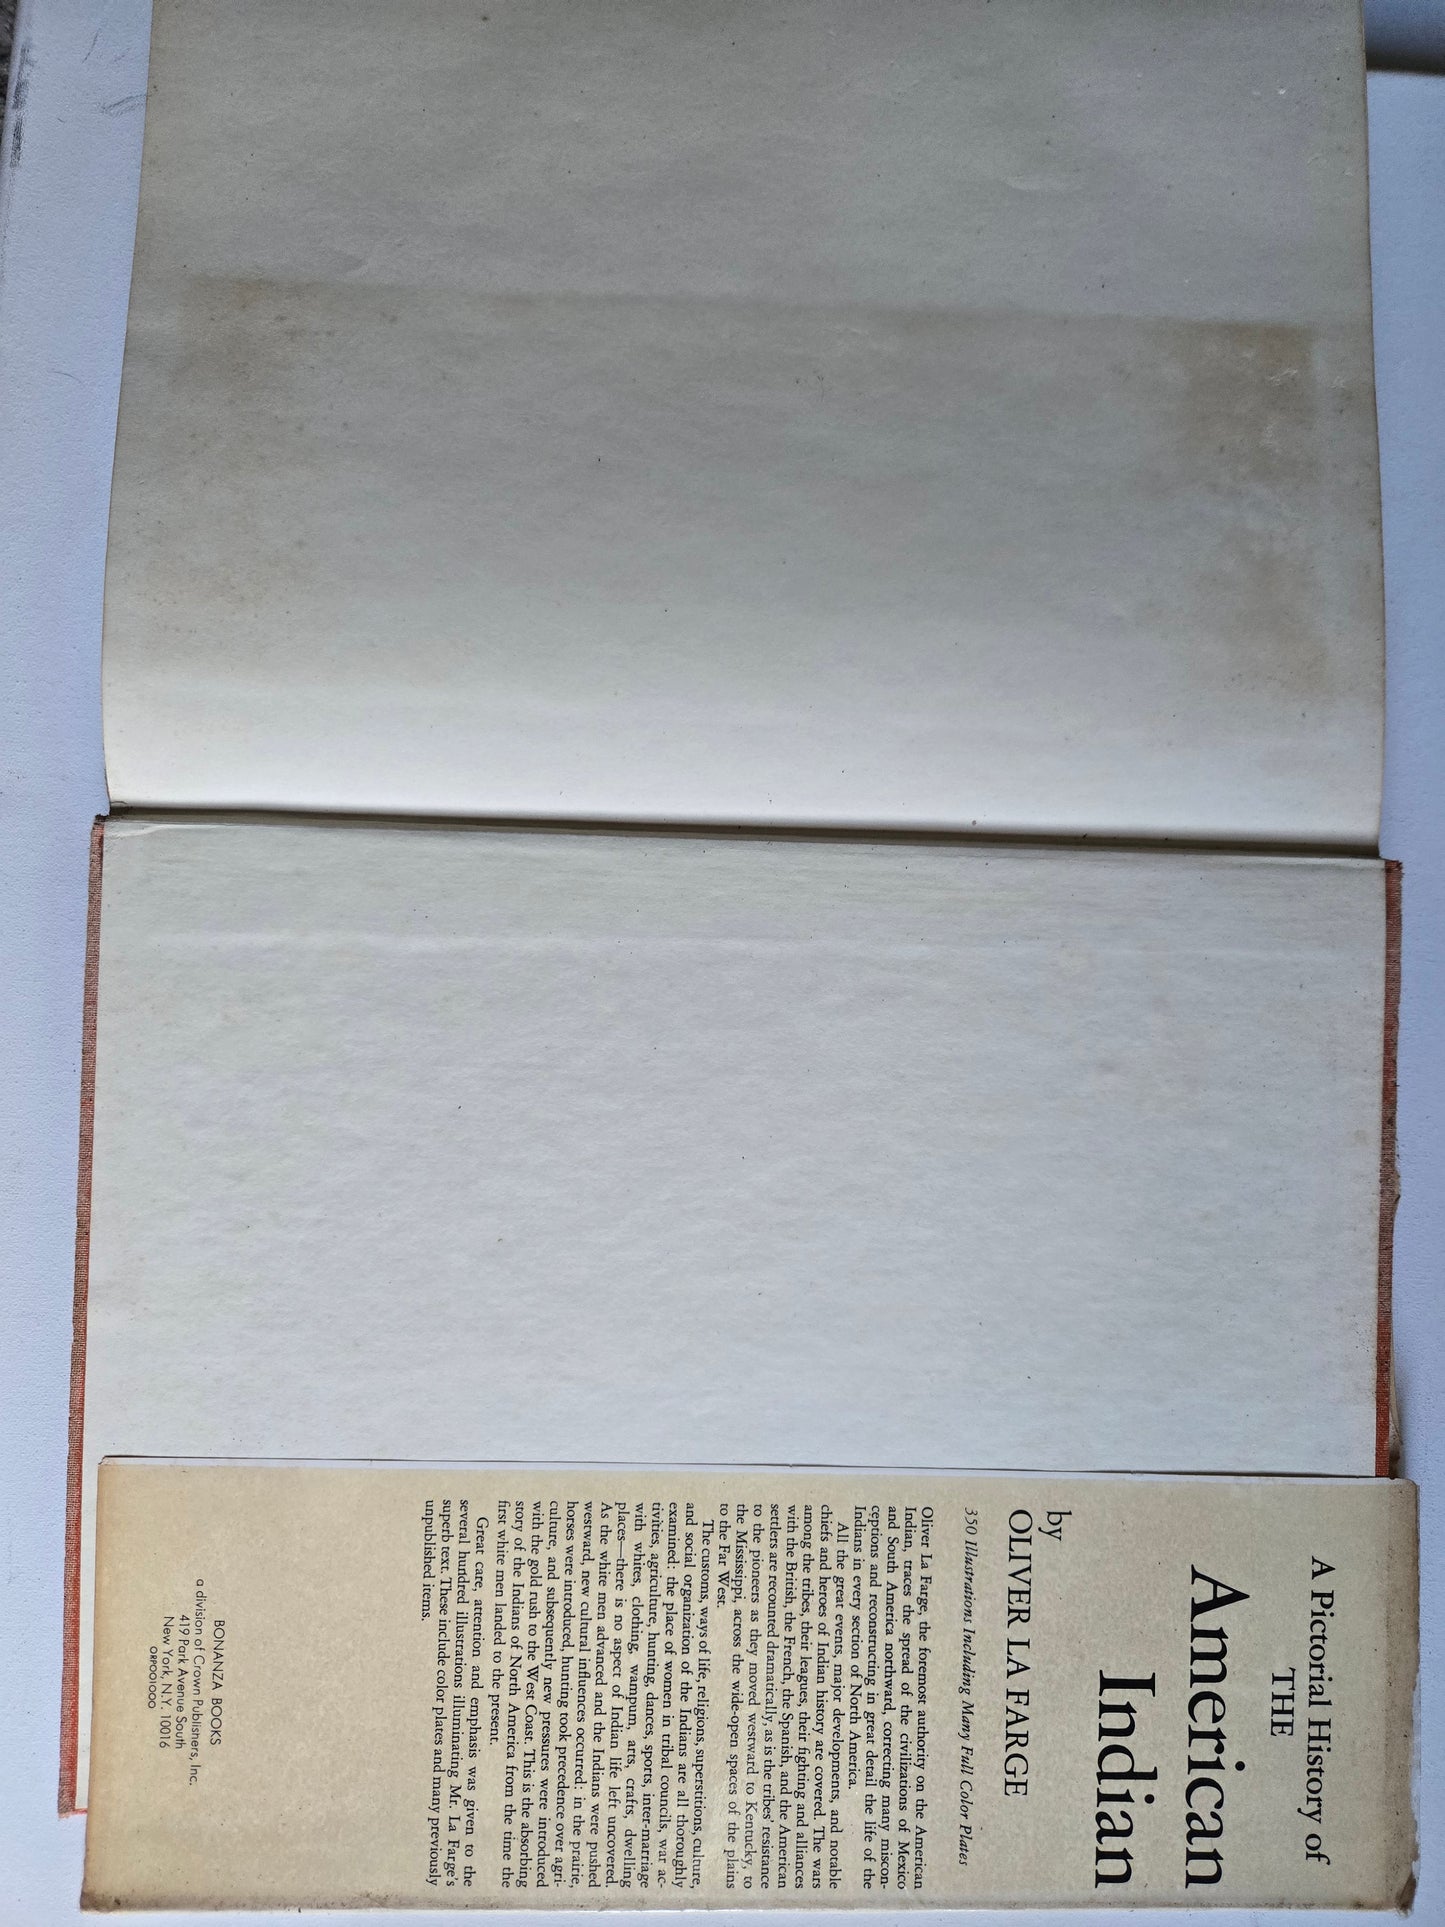 A Pictorial History of
THE
American
Indian
by
OLIVER LA FARGE
350 Illustrations Including Many Full Color Plates
Oliver La Farge, the foremost authority on the American
Indian, traces the spread of the civilizations of Mexico
and South America northward, correcting many miscon-
ceptions and reconstructing in great detail the life of the
Indians in every section of North America.
All the great events, major developments, and notable
chiefs and heroes of Indian history are covered. The wars
among the tribes, their leagues, their fighting and alliances
with the British, the French, the Spanish, and the American
settlers are recounted dramatically, as is the tribes' resistance
to the pioneers as they moved westward to Kentucky, to
the Mississippi, across the wide-open spaces of the plains
to the Far West.
The customs, ways of life, religions, superstitions, culture,
and social organization of the Indians are all thoroughly
examined: the place of women in tribal councils, war ac-
tivities, agriculture, hunting, dances, sports, inter-marriage
with whites, clothing, wampum, arts, crafts, dwelling
places—there is no aspect of Indian life left uncovered.
As the white men advanced and the Indians were pushed
westward, new cultural influences occurred: in the prairie,
horses were introduced, hunting took precedence over agri-
culture, and subsequently new pressures were introduced
with the gold rush to the West Coast. This is the absorbing
story of the Indians of North America from the time the
first white men landed to the present.
Great care, attention and emphasis was given to the
several hundred illustrations illuminating Mr. La Farge's
superb text. These include color plates and many previously
unpublished items.
BONANZA BOOKS
a division of Crown Publishers, Inc.
419 Park Avenue South
New York, N.Y. 10016
ORP001000